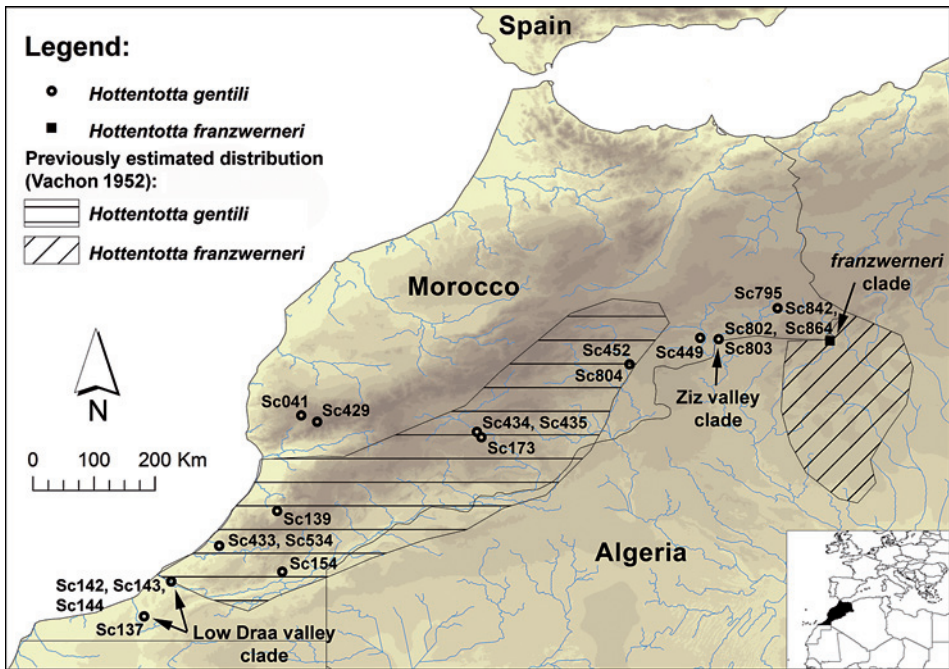 Spain
Legend:
Hottentotta gentili
Hottentotta franzwerneri
Previously estimated distribution
(Vachon 1952):
Hottentotta gentili
Hottentotta franzwerneri
Morocco
franzwerneri
clade
Sc795
Sc842,
Sc802, Sc864
Sc803
Sc449
Sc452
Sc804
Ziz valley
clade
N
Sc041
Sc429
Sc434, Sc435
Sc173
0 100 200 Km
Sc139
Sc433, Sc534
Sc154
Algeria
Sc142, Sc143,
Sc144
Sc137
Low Draa valley
clade